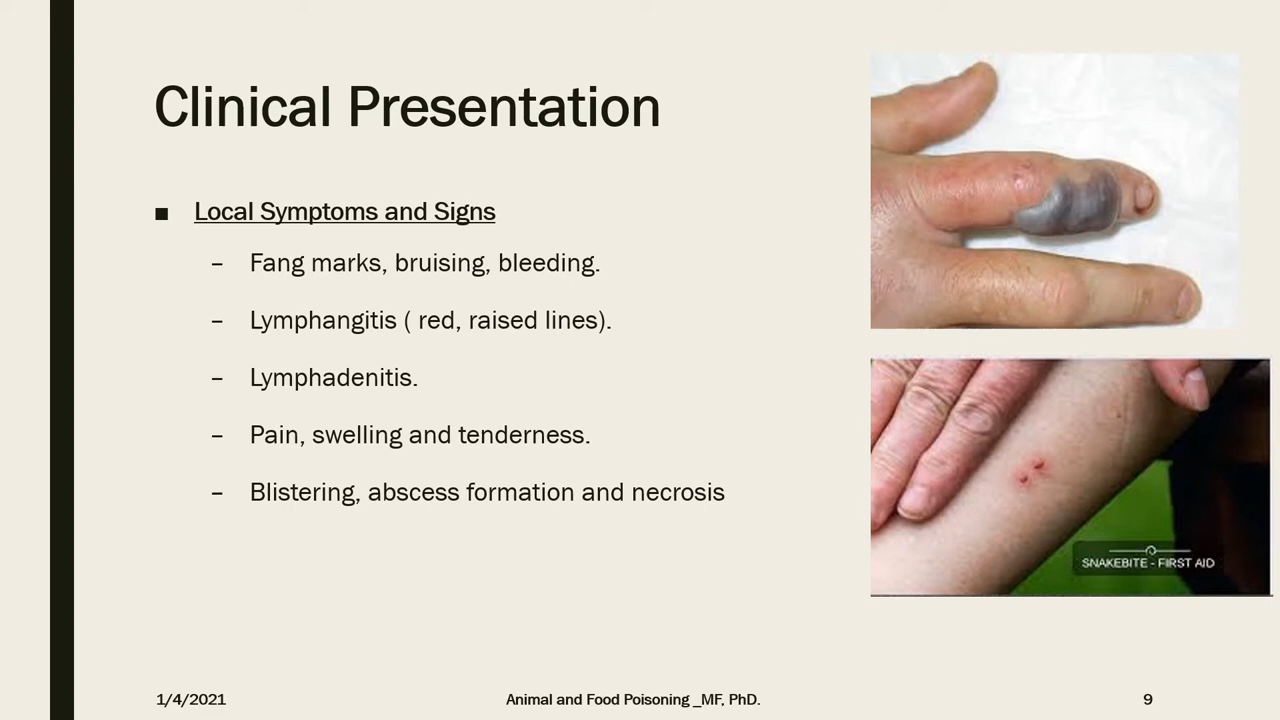 Clinical Presentation
■ Local Symptoms and Signs
– Fang marks, bruising, bleeding.
– Lymphangitis ( red, raised lines).
– Lymphadenitis.
– Pain, swelling and tenderness.
– Blistering, abscess formation and necrosis
SNAKEBITE - FIRST AID
1/4/2021
Animal and Food Poisoning _MF, PhD.
9